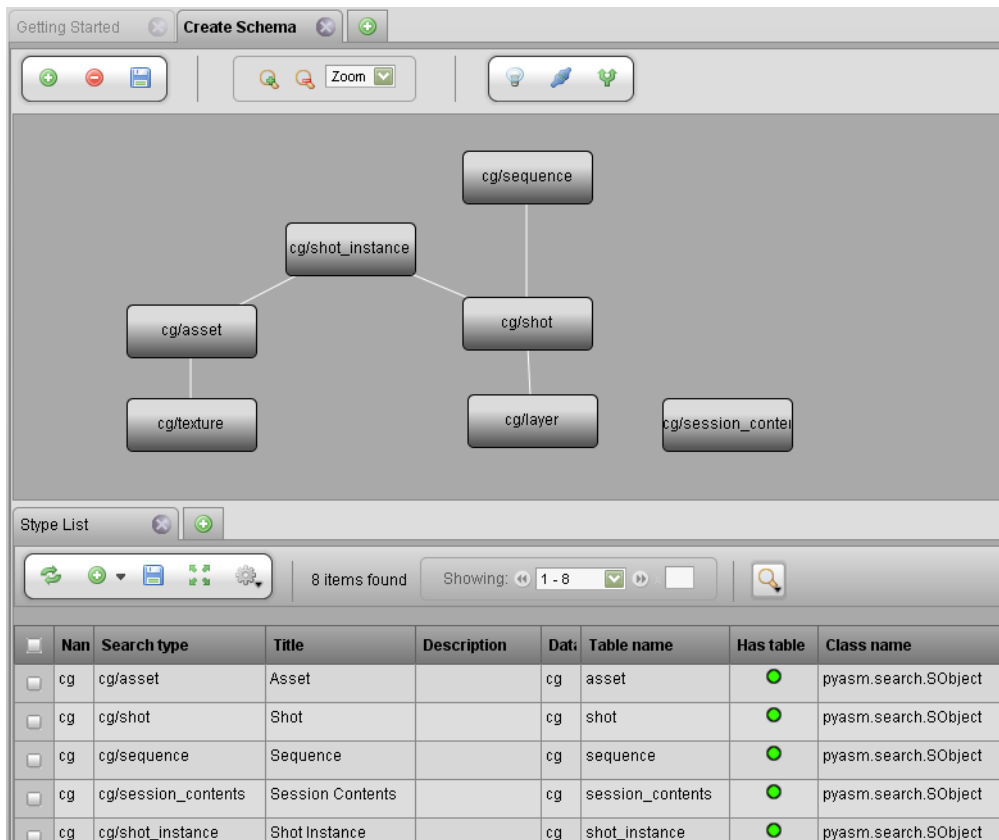 Getting Started Create Schema
Zoom
cg/sequence
cg/shot_instance
cg/asset
cg/shot
cg/texture
cg/layer
cg/session_conte
Stype List
8 items found Showing: 1 - 8
Nan Search type Title Description Data Table name Has table Class name
cg cg/asset Asset cg asset pyasm.search.SObject
cg cg/shot Shot cg shot pyasm.search.SObject
cg cg/sequence Sequence cg sequence pyasm.search.SObject
cg cg/session_contents Session Contents cg session_contents pyasm.search.SObject
cg cg/shot_instance Shot Instance cg shot_instance pyasm.search.SObject